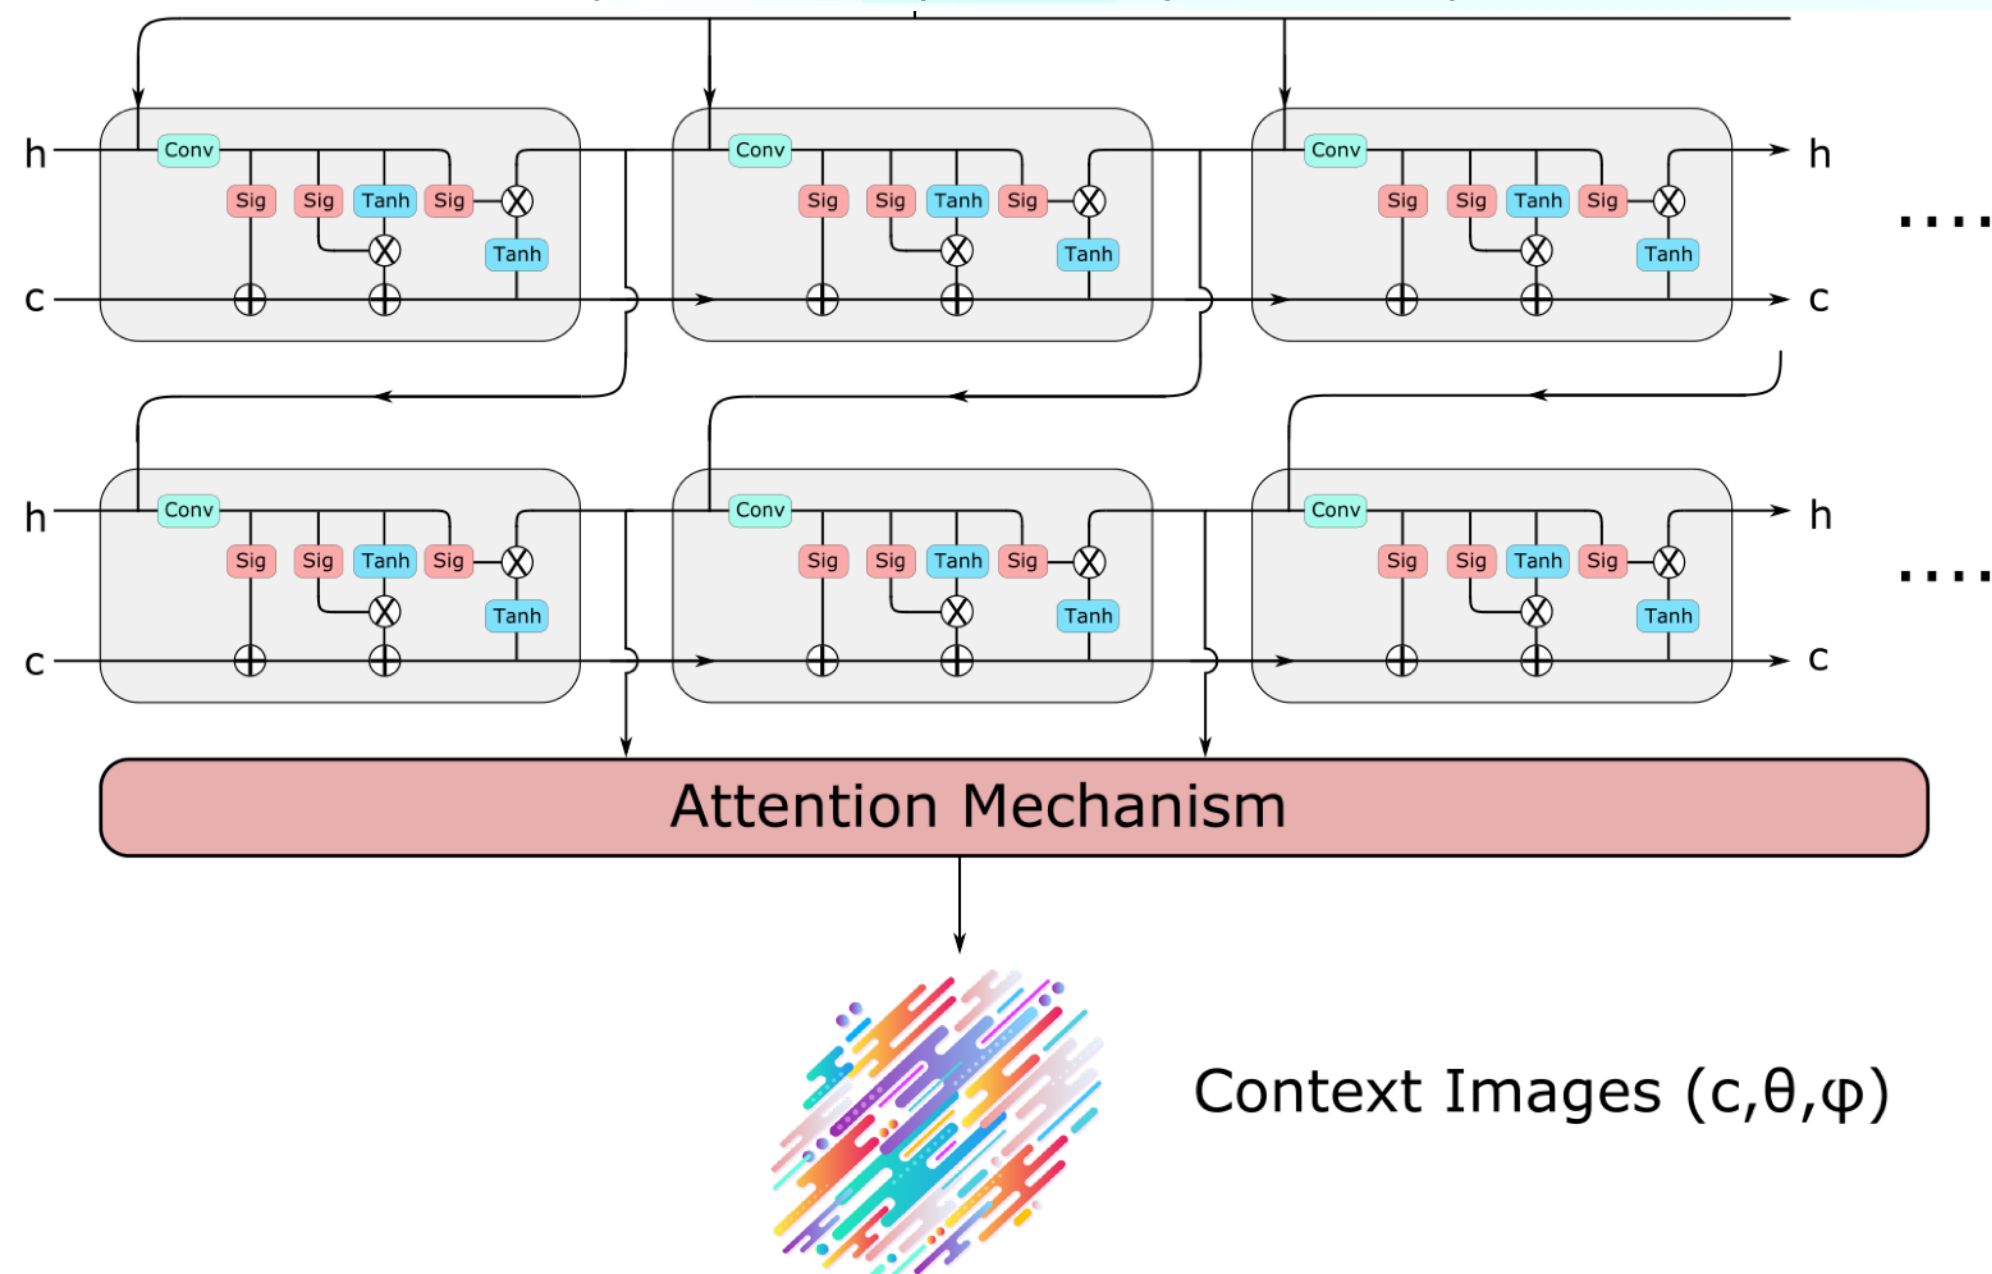 h Conv Conv Conv h
Sig Sig Tanh Sig Sig Sig Tanh Sig Sig Sig Tanh Sig
....
Tanh Tanh Tanh
c c
h Conv Conv Conv h
Sig Sig Tanh Sig Sig Sig Tanh Sig Sig Sig Tanh Sig
....
Tanh Tanh Tanh
c c
Attention Mechanism
Context Images (c,θ,φ)